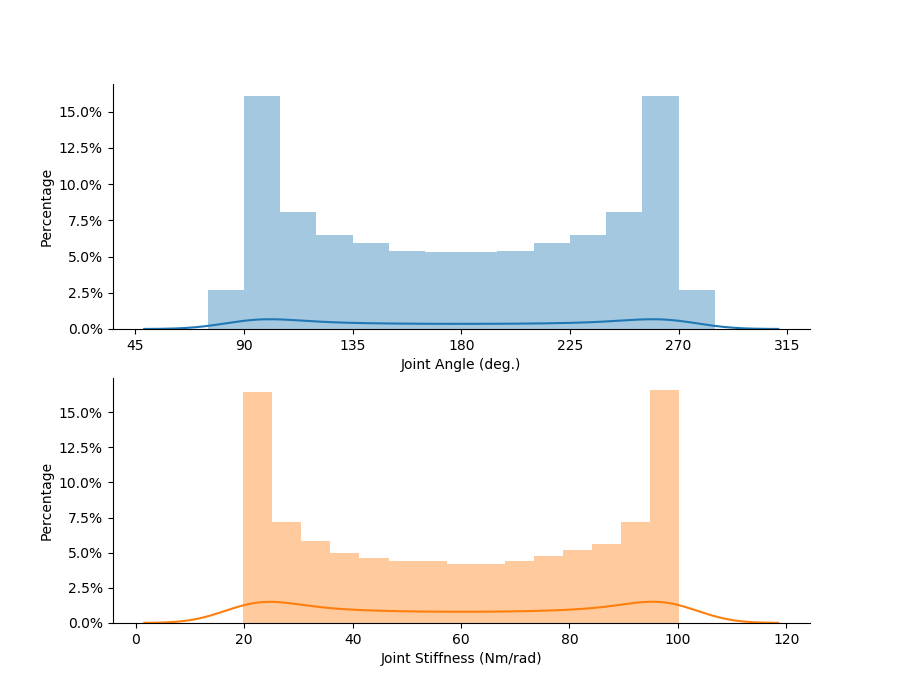 15.0%
12.5%
10.0%
7.5%
5.0%
2.5%
0.0%
Percentage
45 90 135 180 225 270 315
Joint Angle (deg.)
15.0%
12.5%
10.0%
7.5%
5.0%
2.5%
0.0%
Percentage
0 20 40 60 80 100 120
Joint Stiffness (Nm/rad)